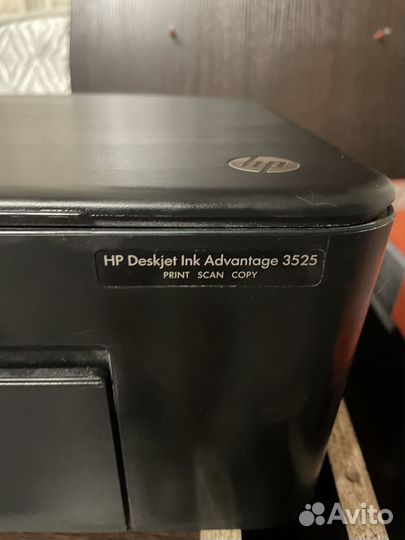 hp
HP Deskjet Ink Advantage 3525
PRINT SCAN COPY
Avito